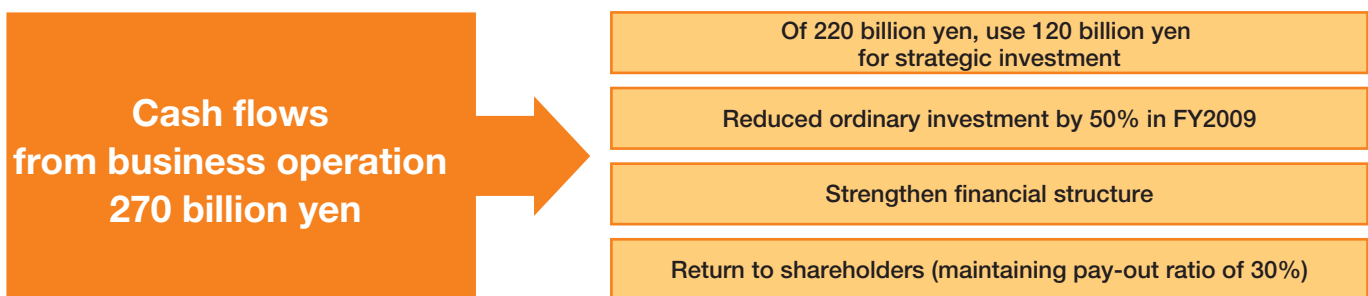 Cash flows
from business operation
270 billion yen
Of 220 billion yen, use 120 billion yen
for strategic investment
Reduced ordinary investment by 50% in FY2009
Strengthen financial structure
Return to shareholders (maintaining pay-out ratio of 30%)